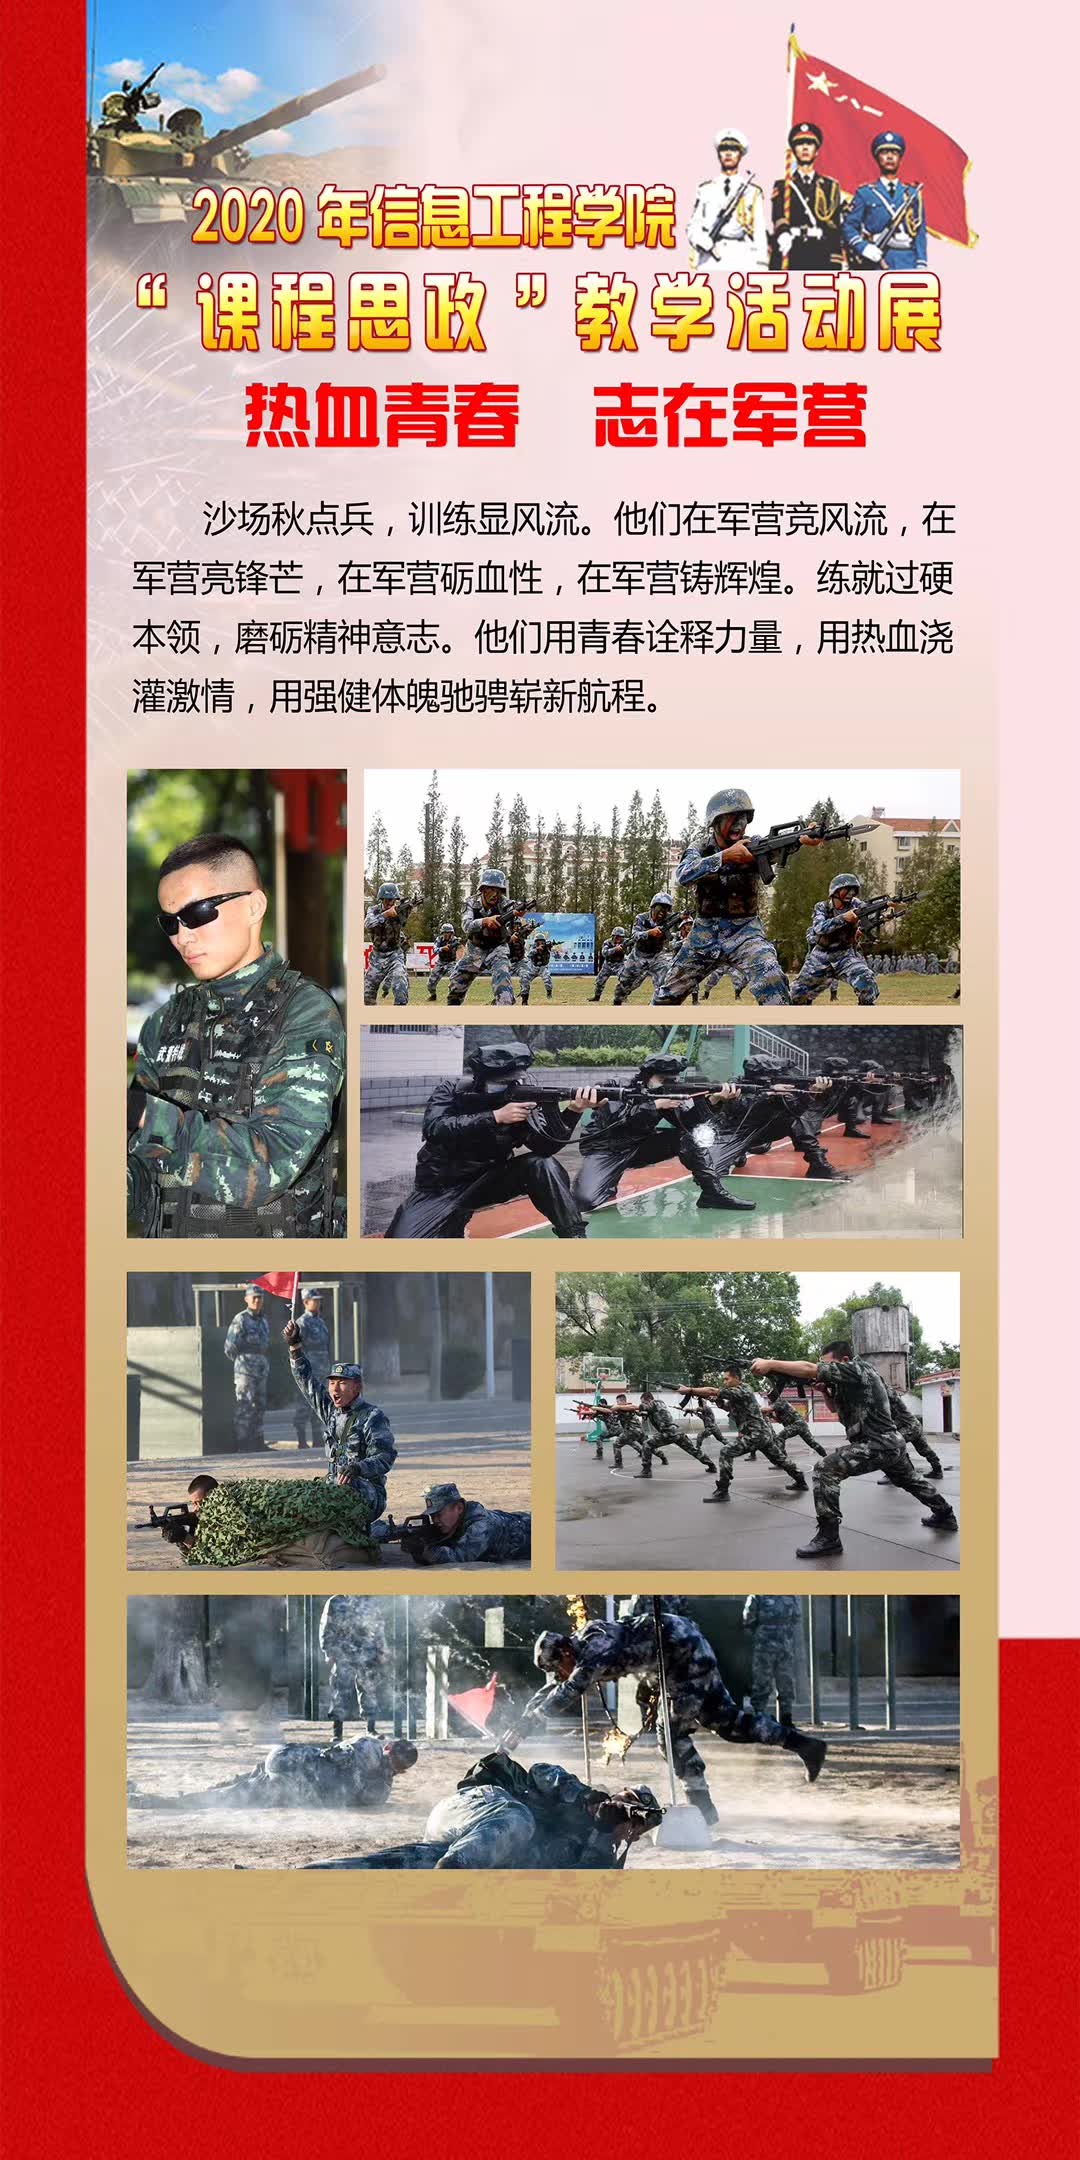 八一
2020年信息工程学院
“课程思政”教学活动展
热血青春 志在军营
沙场秋点兵，训练显风流。他们在军营竞风流，在
军营亮锋芒，在军营砺血性，在军营铸辉煌。练就过硬
本领，磨砺精神意志。他们用青春诠释力量，用热血浇
灌激情，用强健体魄驰骋崭新航程。